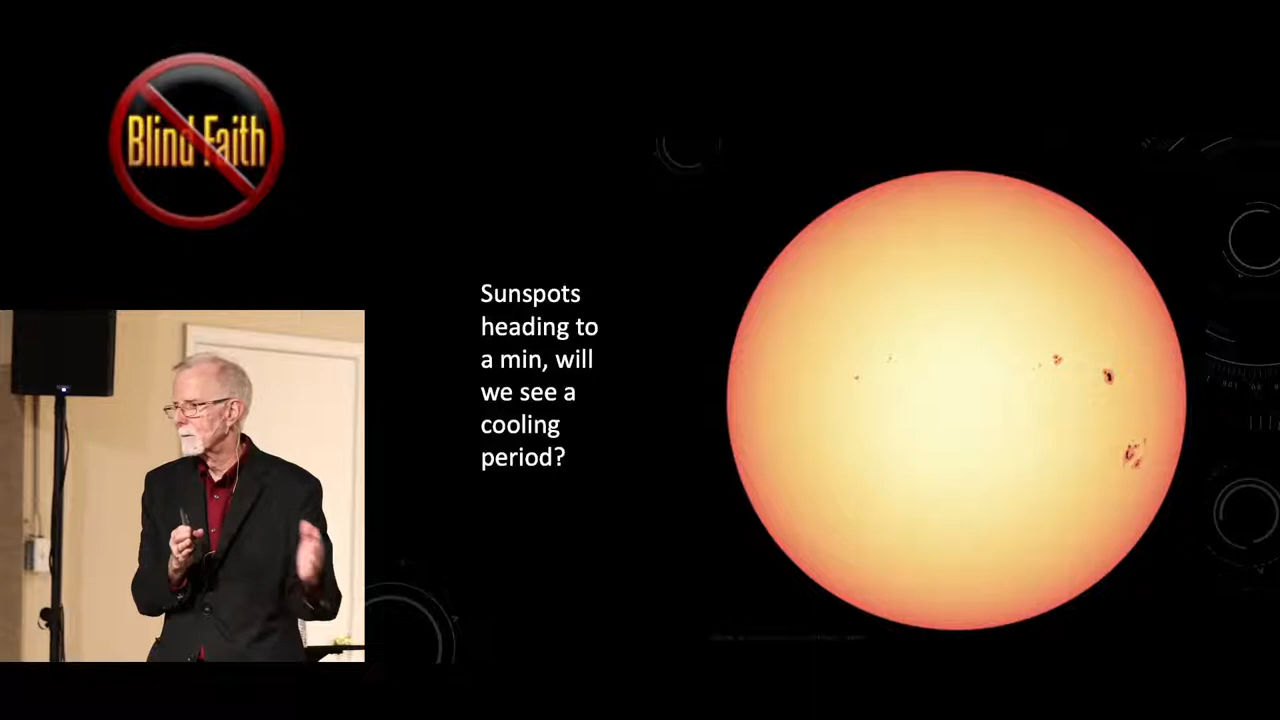 Blind Faith
Sunspots
heading to
a min, will
we see a
cooling
period?